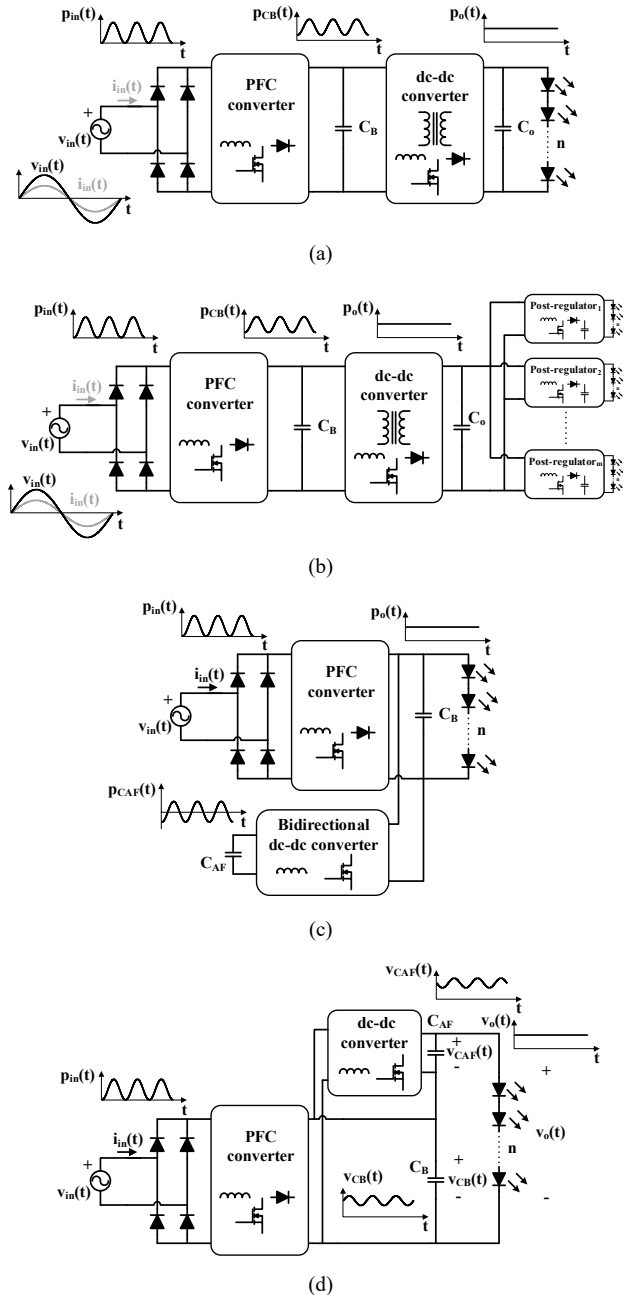 p_in(t)
p_CB(t)
p_o(t)
t
t
t
i_in(t)
+
v_in(t)
PFC
converter
C_B
dc-dc
converter
C_o
n
v_in(t)
i_in(t)
t
(a)
p_in(t)
p_CB(t)
p_o(t)
t
t
t
i_in(t)
+
v_in(t)
PFC
converter
C_B
dc-dc
converter
C_o
Post-regulator_1
Post-regulator_2
Post-regulator_m
v_in(t)
i_in(t)
t
(b)
p_in(t)
p_o(t)
t
t
i_in(t)
+
v_in(t)
PFC
converter
C_B
n
p_CAF(t)
t
C_AF
Bidirectional
dc-dc converter
(c)
v_CAF(t)
t
dc-dc
converter
C_AF
+
v_CAF(t)
-
v_o(t)
t
+
p_in(t)
t
i_in(t)
+
v_in(t)
PFC
converter
v_CB(t)
t
C_B
+
v_CB(t)
-
n
v_o(t)
-
(d)